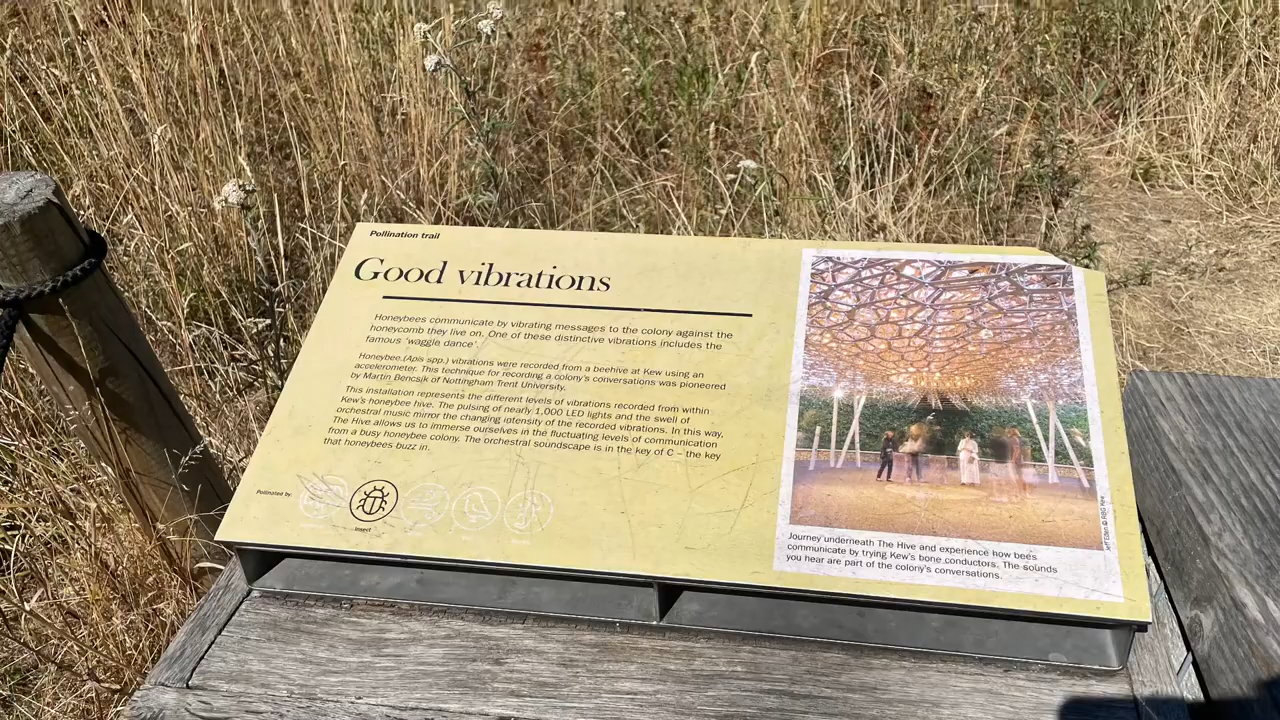 Pollination trail
Good vibrations
Honeybees communicate by vibrating messages to the colony against the
honeycomb they live on. One of these distinctive vibrations includes the
famous ‘waggle dance’.
Honeybee (Apis spp.) vibrations were recorded from a beehive at Kew using an
accelerometer. This technique for recording a colony's conversations was pioneered
by Martin Bencsik of Nottingham Trent University.
This installation represents the different levels of vibrations recorded from within
Kew's honeybee hive. The pulsing of nearly 1,000 LED lights and the swell of
orchestral music mirror the changing intensity of the recorded vibrations. In this way,
The Hive allows us to immerse ourselves in the fluctuating levels of communication
from a busy honeybee colony. The orchestral soundscape is in the key of C – the key
that honeybees buzz in.
Pollinated by:
Insect
Journey underneath The Hive and experience how bees
communicate by trying Kew's bone conductors. The sounds
you hear are part of the colony's conversations.
Jeff Eden © RBG Kew